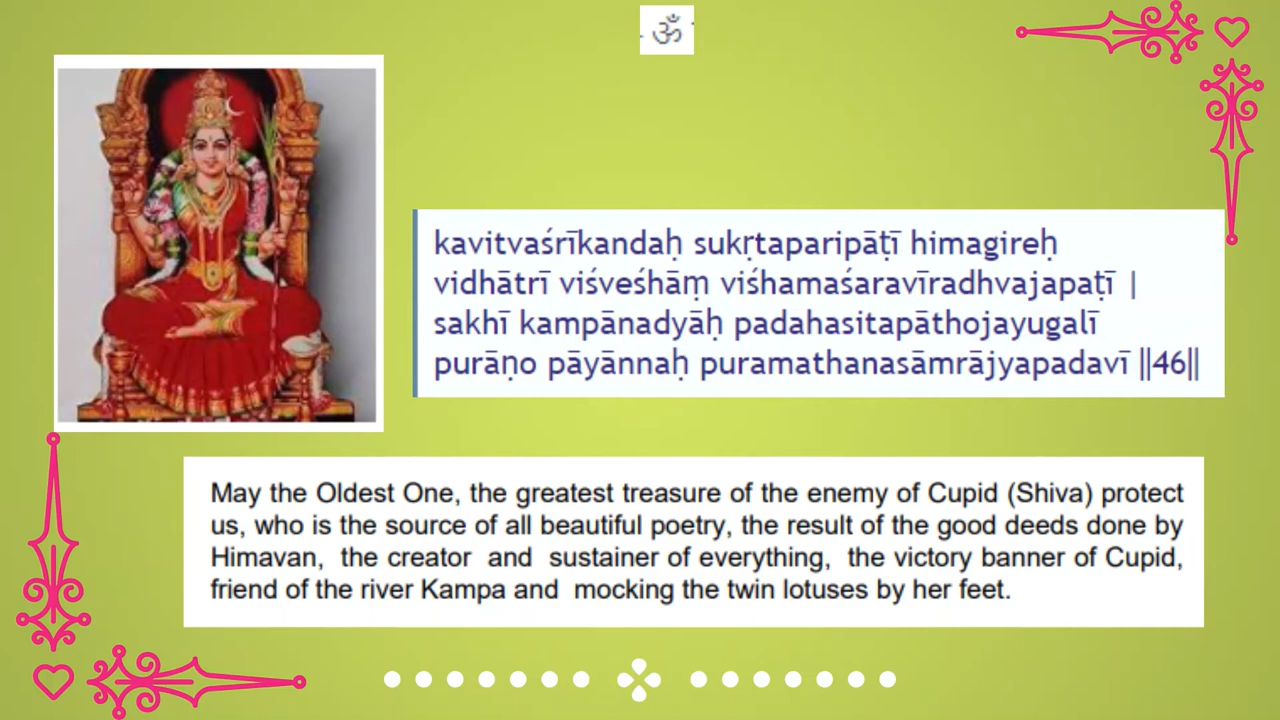 ॐ
kavitvaśrīkandaḥ sukṛtaparipāṭī himagireḥ
vidhātrī viśveśhāṃ viśhamaśaravīradhvajapaṭī |
sakhī kampānadyāḥ padahasitapāthojayugalī
purāṇo pāyānnaḥ puramathanasāmrājyapadavī ||46||
May the Oldest One, the greatest treasure of the enemy of Cupid (Shiva) protect
us, who is the source of all beautiful poetry, the result of the good deeds done by
Himavan, the creator and sustainer of everything, the victory banner of Cupid,
friend of the river Kampa and mocking the twin lotuses by her feet.